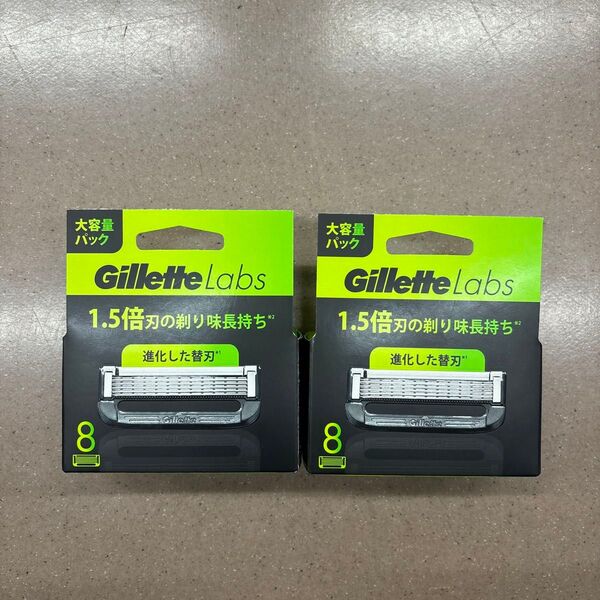 大容量
パック
GilletteLabs
1.5倍刃の剃り味長持ち※2
進化した替刃※1
Gillette
8
大容量
パック
GilletteLabs
1.5倍刃の剃り味長持ち※2
進化した替刃※1
Gillette
8